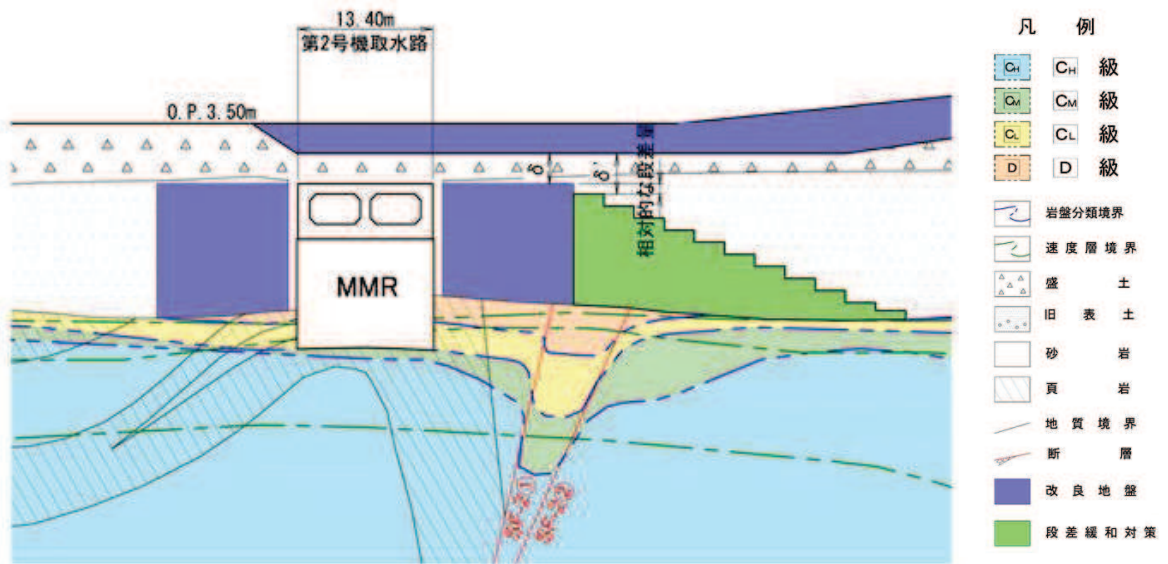 13.40m
第2号機取水路
O.P.3.50m
δ
δ'
相対的な段差量
MMR
凡 例
CH CH 級
CM CM 級
CL CL 級
D D 級
岩盤分類境界
速度層境界
盛 土
旧 表 土
砂 岩
頁 岩
地 質 境 界
断 層
改 良 地 盤
段 差 緩 和 対 策